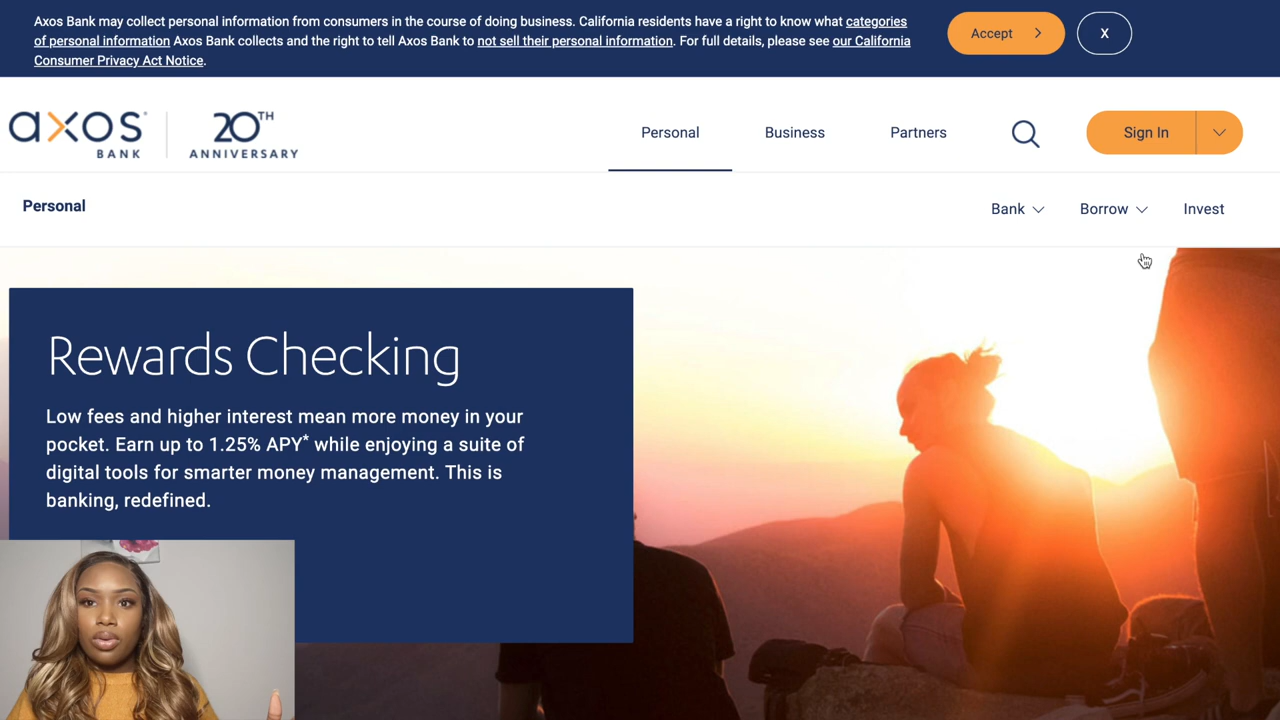 Axos Bank may collect personal information from consumers in the course of doing business. California residents have a right to know what categories
of personal information Axos Bank collects and the right to tell Axos Bank to not sell their personal information. For full details, please see our California
Consumer Privacy Act Notice.
Accept
X
axos
BANK
20TH
ANNIVERSARY
Personal
Business
Partners
Sign In
Personal
Bank
Borrow
Invest
Rewards Checking
Low fees and higher interest mean more money in your
pocket. Earn up to 1.25% APY* while enjoying a suite of
digital tools for smarter money management. This is
banking, redefined.